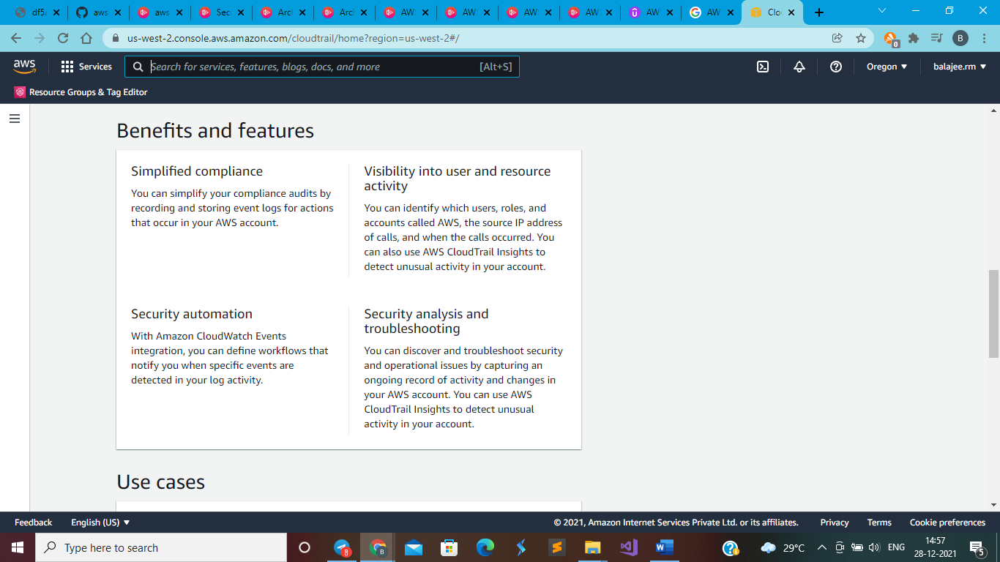 df5a
aws
aws
Sec
Arc
Arc
AWS
AWS
AWS
AWS
AW
AW
Clou
us-west-2.console.aws.amazon.com/cloudtrail/home?region=us-west-2#/
0
B
aws
Services
Search for services, features, blogs, docs, and more
[Alt+S]
Oregon
balajee.rm
Resource Groups & Tag Editor
Benefits and features
Simplified compliance
You can simplify your compliance audits by
recording and storing event logs for actions
that occur in your AWS account.
Visibility into user and resource
activity
You can identify which users, roles, and
accounts called AWS, the source IP address
of calls, and when the calls occurred. You
can also use AWS CloudTrail Insights to
detect unusual activity in your account.
Security automation
With Amazon CloudWatch Events
integration, you can define workflows that
notify you when specific events are
detected in your log activity.
Security analysis and
troubleshooting
You can discover and troubleshoot security
and operational issues by capturing an
ongoing record of activity and changes in
your AWS account. You can use AWS
CloudTrail Insights to detect unusual
activity in your account.
Use cases
Feedback
English (US)
© 2021, Amazon Internet Services Private Ltd. or its affiliates.
Privacy
Terms
Cookie preferences
Type here to search
8
B
29°C
ENG
14:57
28-12-2021
5